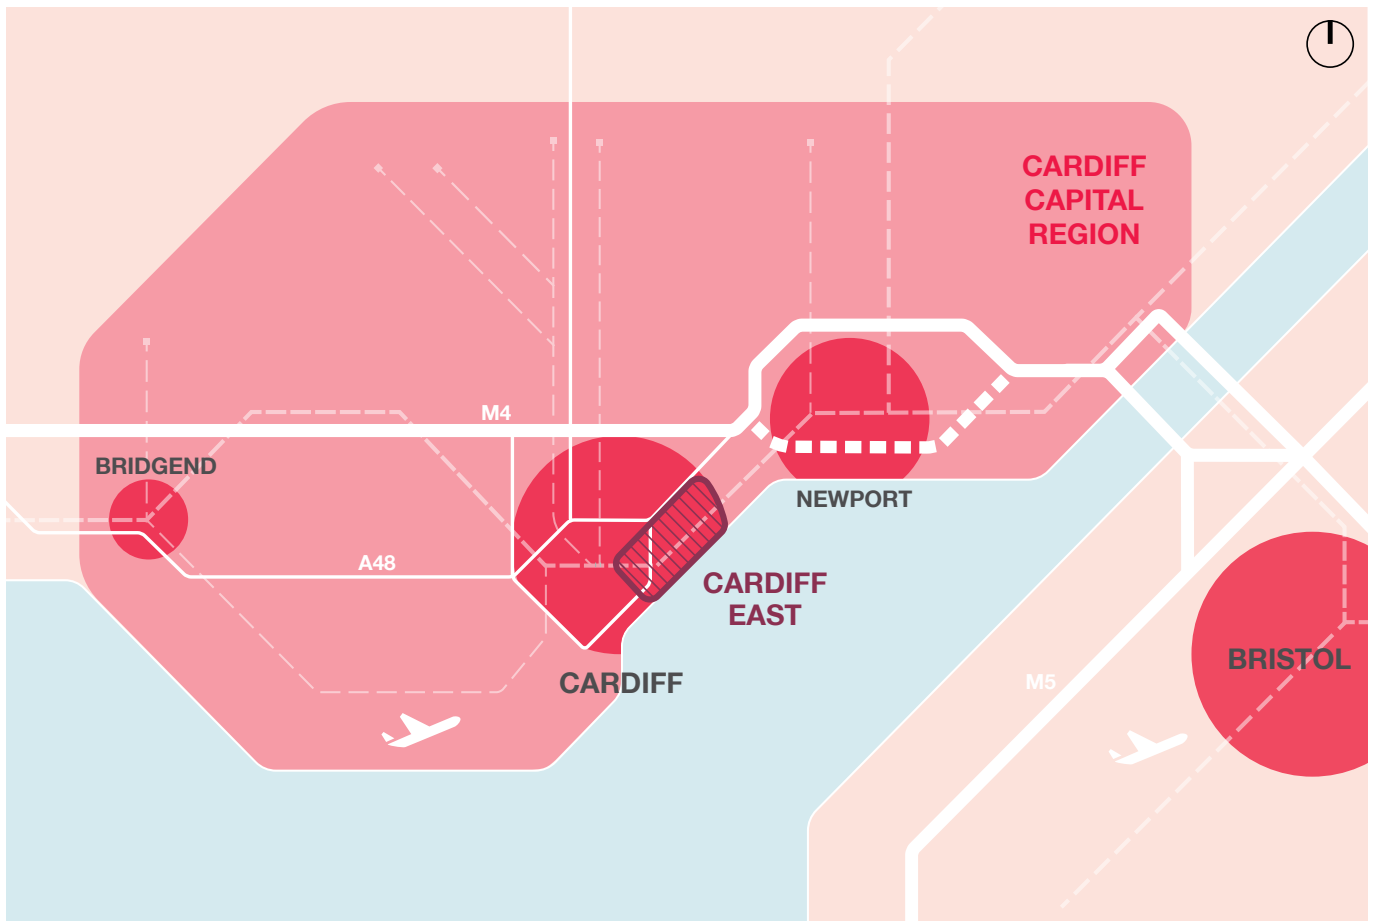 CARDIFF
CAPITAL
REGION
M4
BRIDGEND
NEWPORT
A48
CARDIFF
EAST
CARDIFF
BRISTOL
M5